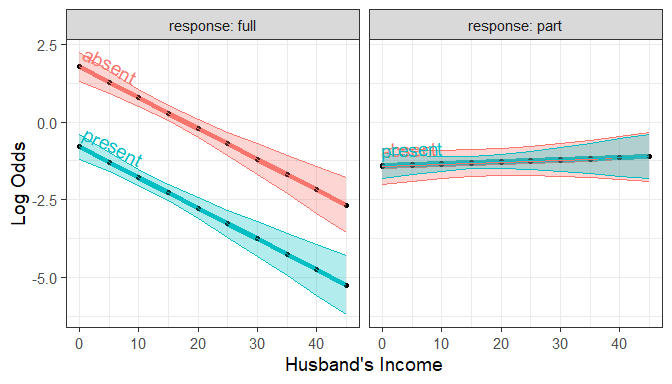 response: full
response: part
2.5
0.0
-2.5
-5.0
Log Odds
absent
present
present
0
10
20
30
40
0
10
20
30
40
Husband's Income